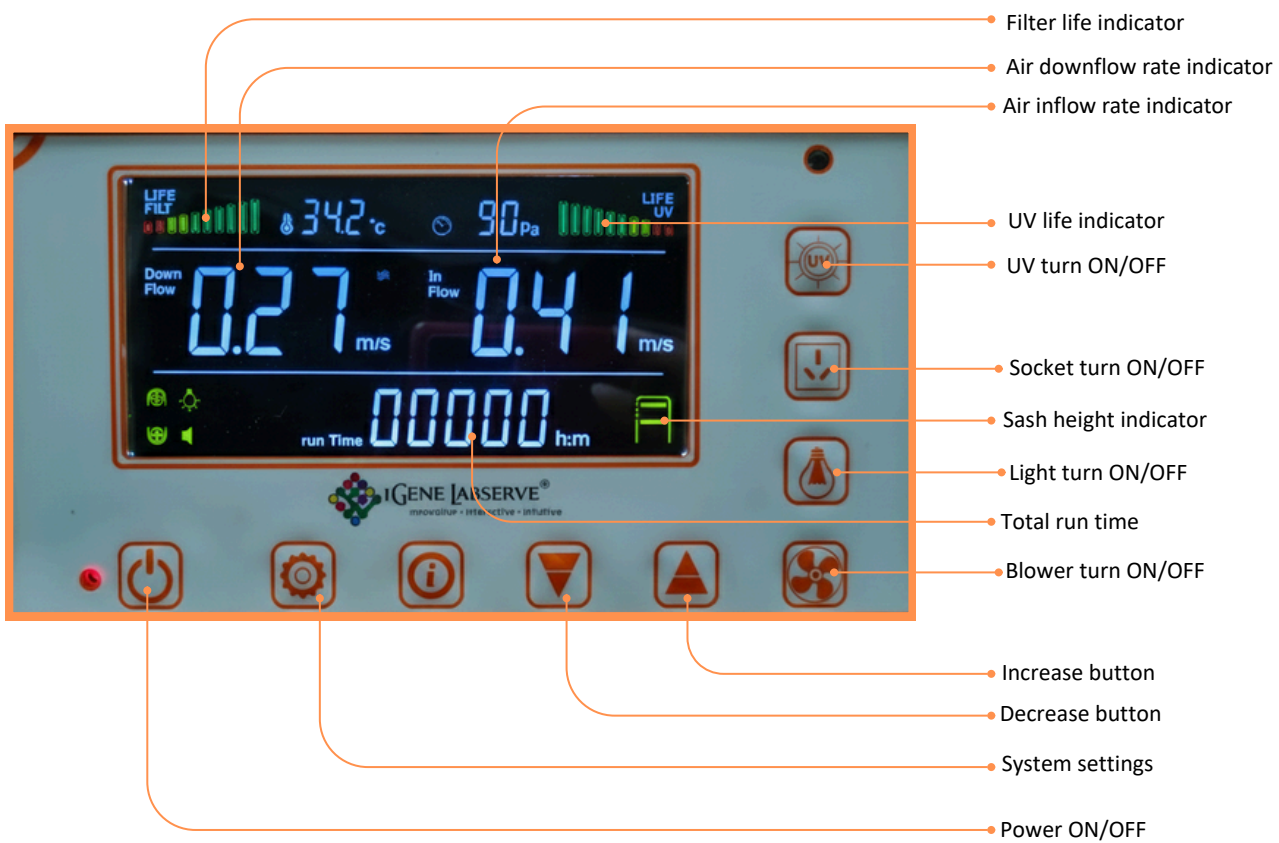 Filter life indicator
Air downflow rate indicator
Air inflow rate indicator
LIFE
FILT
34.2 °c
90 Pa
LIFE
UV
UV life indicator
UV
UV turn ON/OFF
Down
Flow
0.27 m/s
In
Flow
0.41 m/s
Socket turn ON/OFF
Sash height indicator
run Time 00000 h:m
Light turn ON/OFF
iGENE LABSERVE®
Innovative • Interactive • Intuitive
Total run time
Blower turn ON/OFF
i
Increase button
Decrease button
System settings
Power ON/OFF